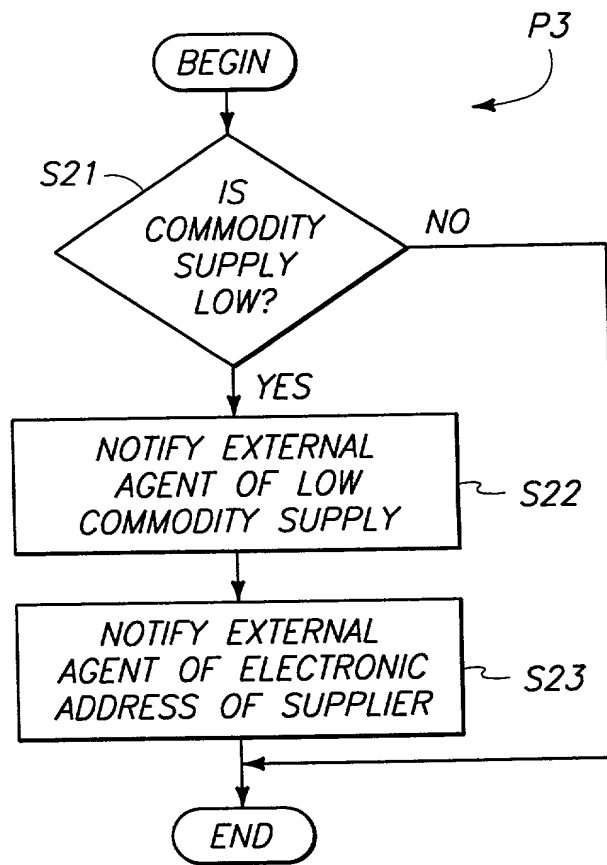 P3
BEGIN
S21
IS
COMMODITY
SUPPLY
LOW?
NO
YES
NOTIFY EXTERNAL
AGENT OF LOW
COMMODITY SUPPLY
S22
NOTIFY EXTERNAL
AGENT OF ELECTRONIC
ADDRESS OF SUPPLIER
S23
END